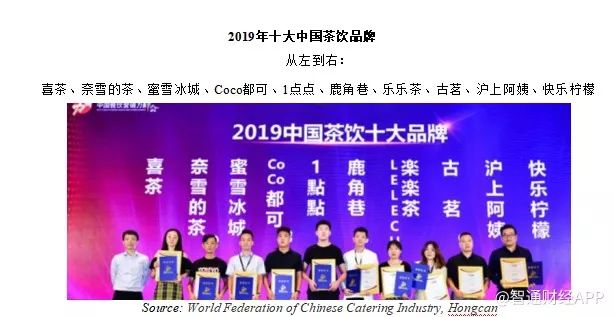 2019年十大中国茶饮品牌
从左到右：
喜茶、奈雪的茶、蜜雪冰城、Coco都可、1点点、鹿角巷、乐乐茶、古茗、沪上阿姨、快乐柠檬
2019中国茶饮十大品牌
喜茶
奈雪的茶
蜜雪冰城
CoCo都可
1點點
鹿角巷
楽楽茶
LELECH
古茗
沪上阿姨
快乐柠檬
Source: World Federation of Chinese Catering Industry, Hongcan
@智通财经APP